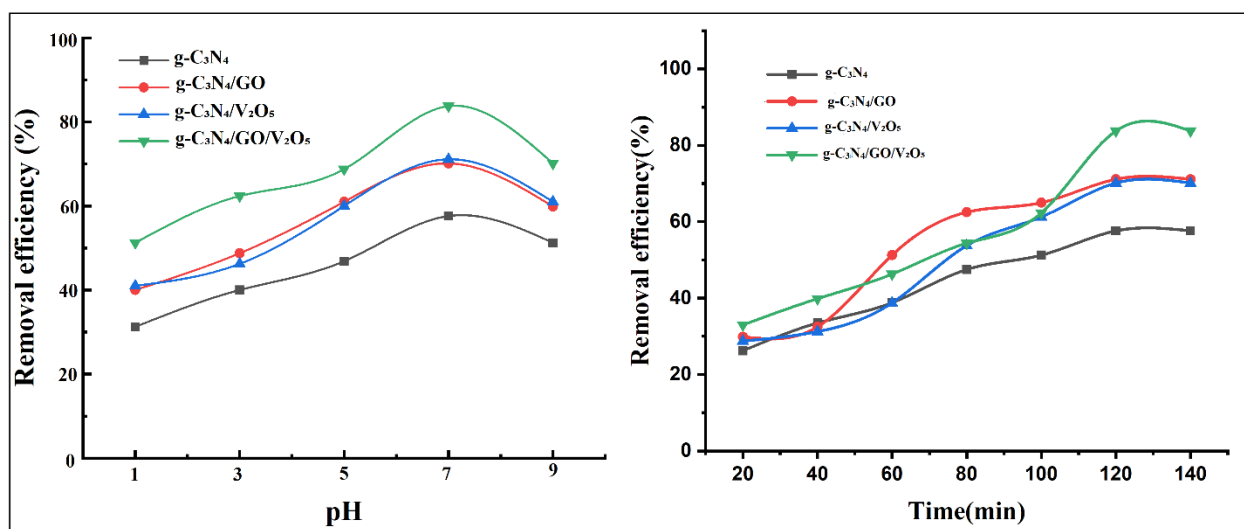 100
80
60
40
20
0
Removal efficiency (%)
g-C₃N₄
g-C₃N₄/GO
g-C₃N₄/V₂O₅
g-C₃N₄/GO/V₂O₅
1 3 5 7 9
pH
100
80
60
40
20
0
Removal efficiency(%)
g-C₃N₄
g-C₃N₄/GO
g-C₃N₄/V₂O₅
g-C₃N₄/GO/V₂O₅
20 40 60 80 100 120 140
Time(min)